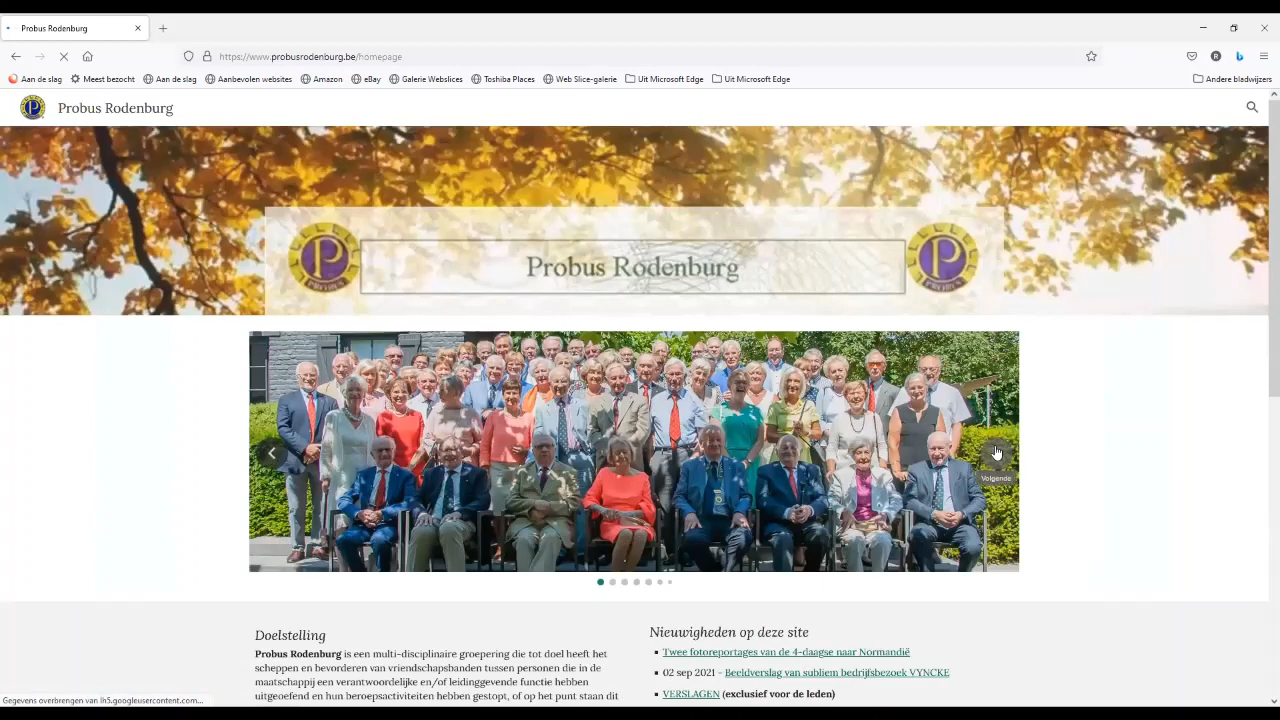 Probus Rodenburg
https://www.probusrodenburg.be/homepage
Aan de slag
Meest bezocht
Aan de slag
Aanbevolen websites
Amazon
eBay
Galerie Webslices
Toshiba Places
Web Slice-galerie
Uit Microsoft Edge
Uit Microsoft Edge
Andere bladwijzers
Probus Rodenburg
Probus Rodenburg
Volgende
Doelstelling
Probus Rodenburg is een multi-disciplinaire groepering die tot doel heeft het
scheppen en bevorderen van vriendschapsbanden tussen personen die in de
maatschappij een verantwoordelijke en/of leidinggevende functie hebben
uitgeoefend en hun beroepsactiviteiten hebben gestopt, of op het punt staan dit
Nieuwigheden op deze site
Twee fotoreportages van de 4-daagse naar Normandië
02 sep 2021 - Beeldverslag van subliem bedrijfsbezoek VYNCKE
VERSLAGEN (exclusief voor de leden)
Gegevens overbrengen van lh5.googleusercontent.com...